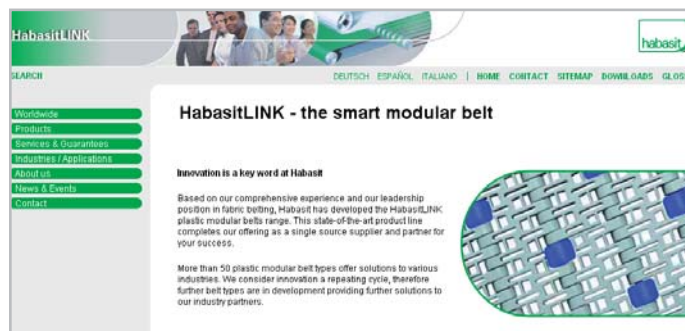 HabasitLINK
habasit
SEARCH
DEUTSCH ESPAÑOL ITALIANO | HOME CONTACT SITEMAP DOWNLOADS
HabasitLINK - the smart modular belt
Worldwide
Products
Services & Guarantees
Industries / Applications
About us
News & Events
Contact
Innovation is a key word at Habasit
Based on our comprehensive experience and our leadership
position in fabric belting, Habasit has developed the HabasitLINK
plastic modular belts range. This state-of-the-art product line
completes our offering as a single source supplier and partner for
your success.
More than 50 plastic modular belt types offer solutions to various
industries. We consider innovation a repeating cycle, therefore
further belt types are in development providing further solutions to
our industry partners.